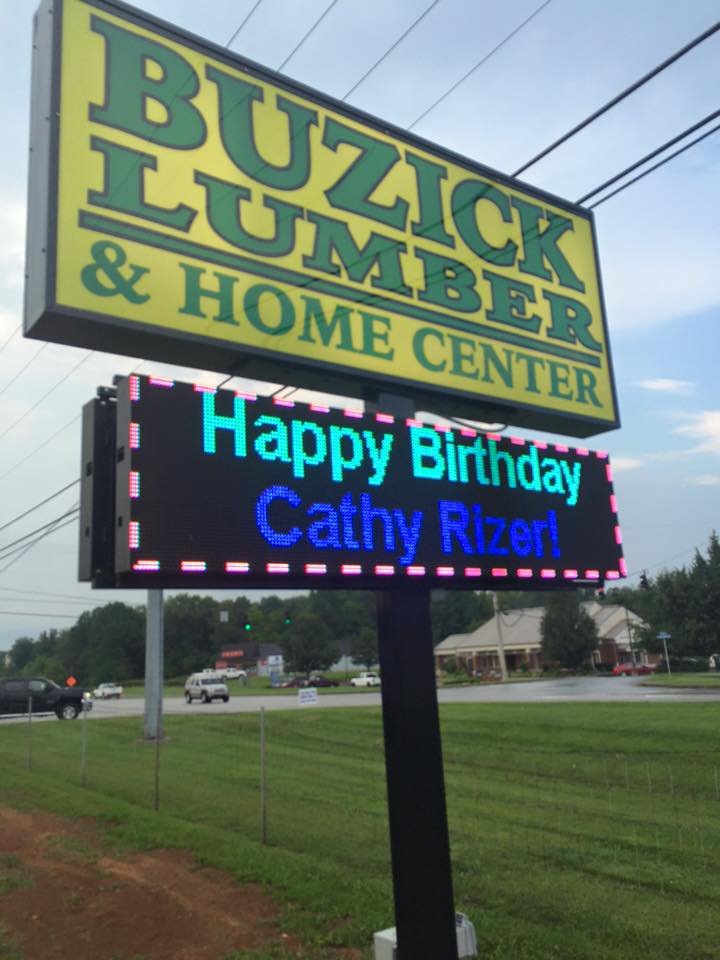 BUZICK
LUMBER
& HOME CENTER
Happy Birthday
Cathy Rizer!